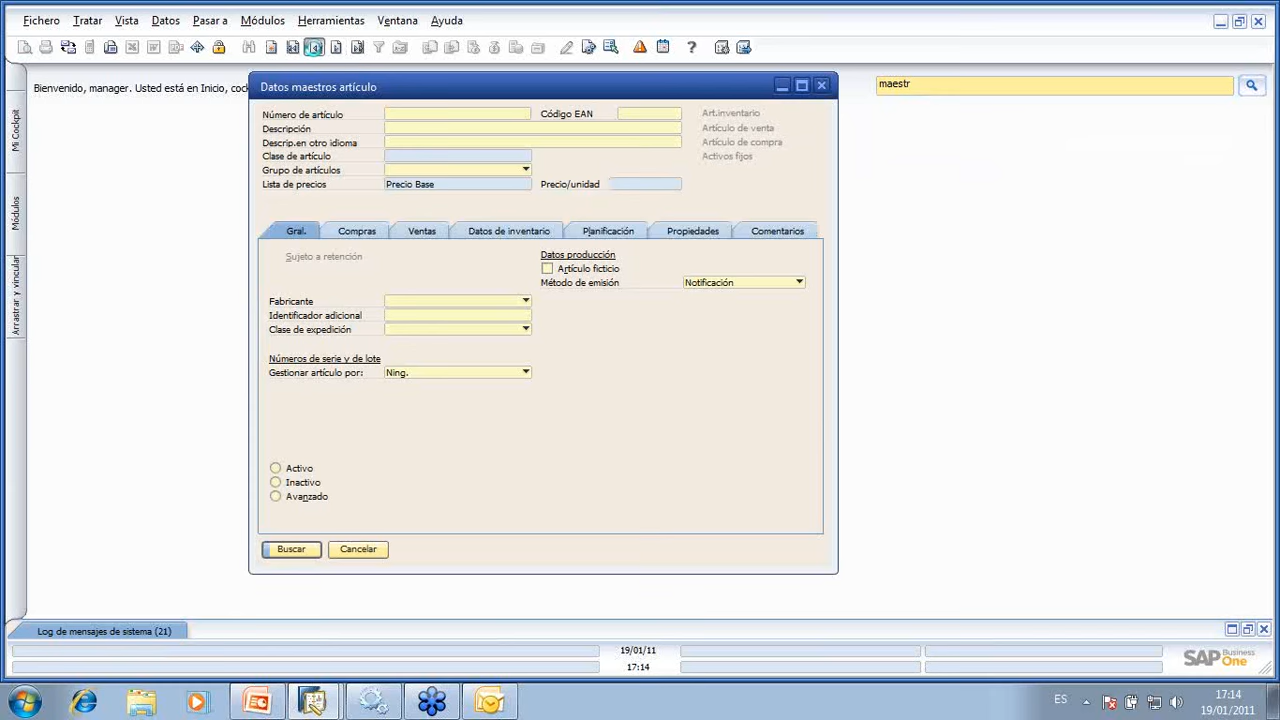 Fichero Tratar Vista Datos Pasar a Módulos Herramientas Ventana Ayuda
Bienvenido, manager. Usted está en Inicio, cock
maestr
Mi Cockpit
Módulos
Arrastrar y vincular
Datos maestros artículo
Número de artículo Código EAN Art.inventario
Descripción Artículo de venta
Descrip.en otro idioma Artículo de compra
Clase de artículo Activos fijos
Grupo de artículos
Lista de precios Precio Base Precio/unidad
Gral. Compras Ventas Datos de inventario Planificación Propiedades Comentarios
Sujeto a retención Datos producción
Artículo ficticio
Método de emisión Notificación
Fabricante
Identificador adicional
Clase de expedición
Números de serie y de lote
Gestionar artículo por: Ning.
Activo
Inactivo
Avanzado
Buscar Cancelar
Log de mensajes de sistema (21)
19/01/11
17:14
SAP Business One
ES 17:14
19/01/2011